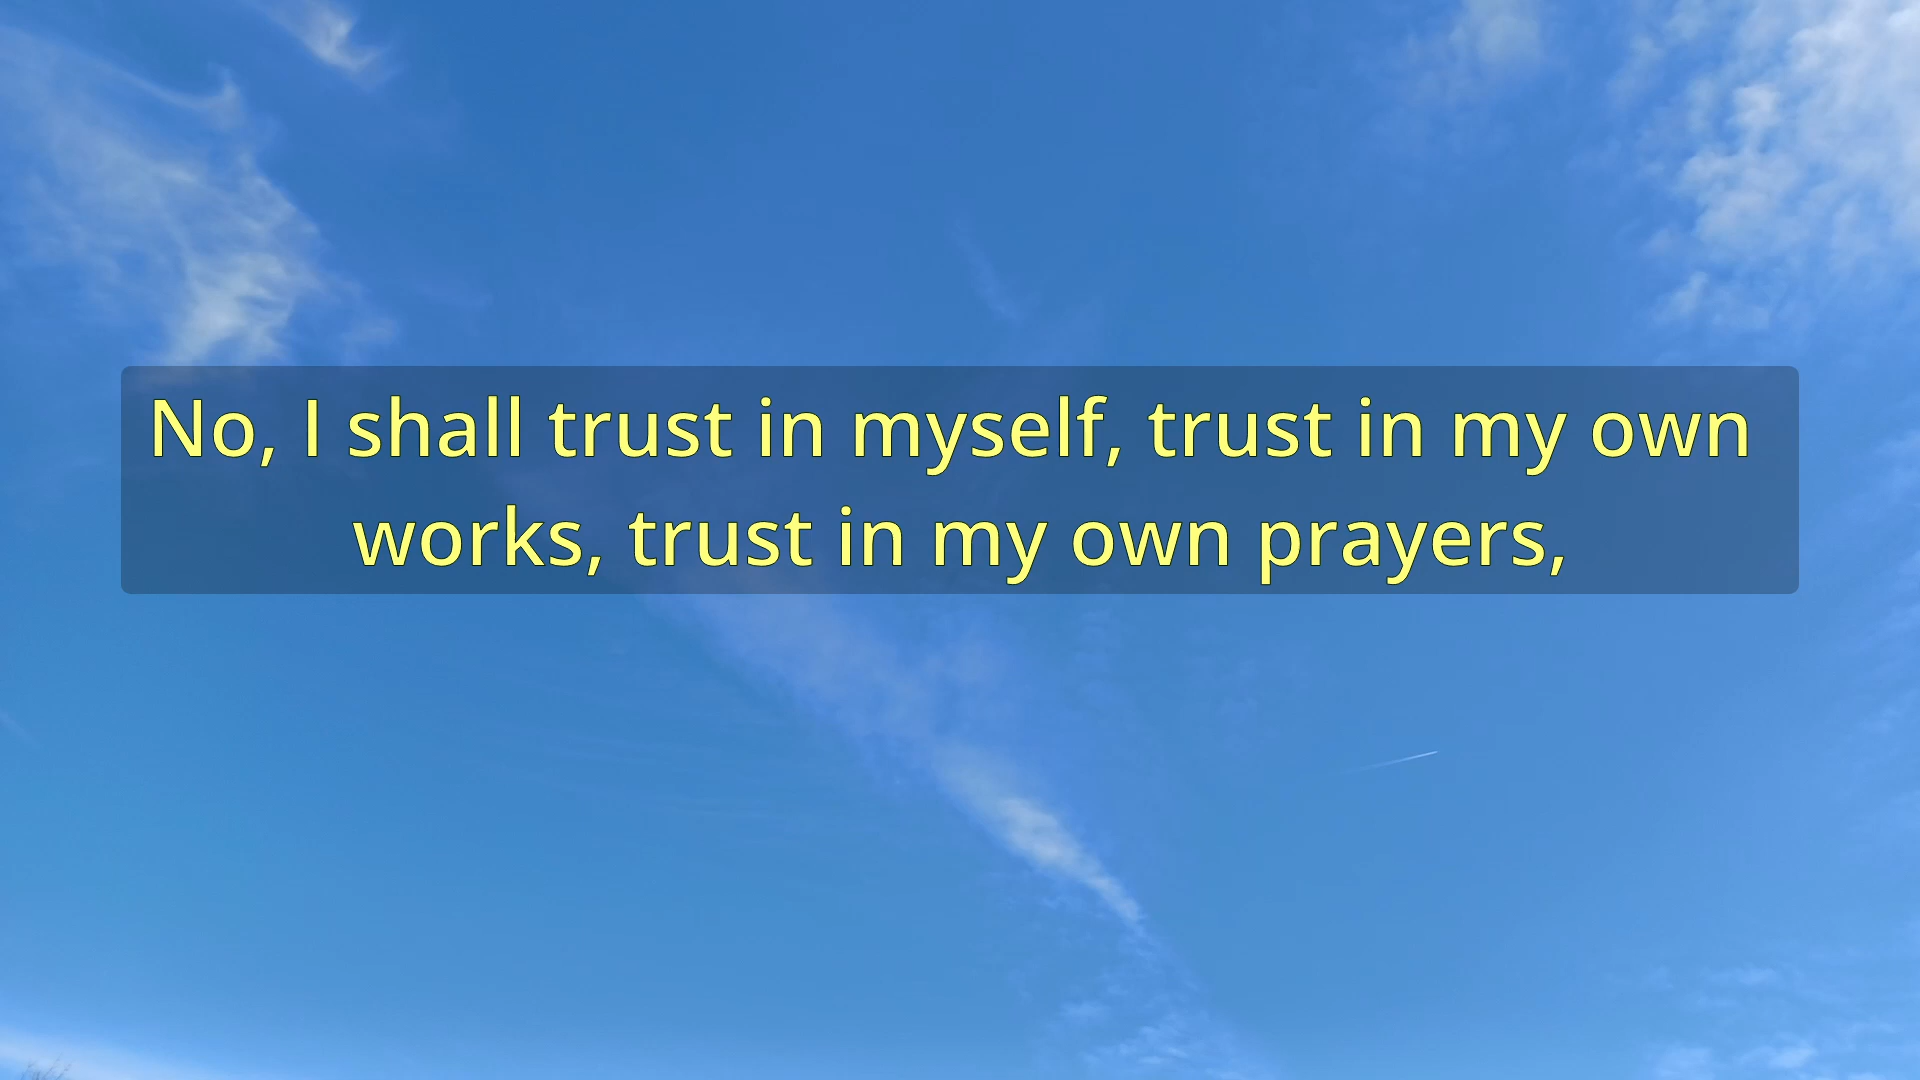 No, I shall trust in myself, trust in my own
works, trust in my own prayers,